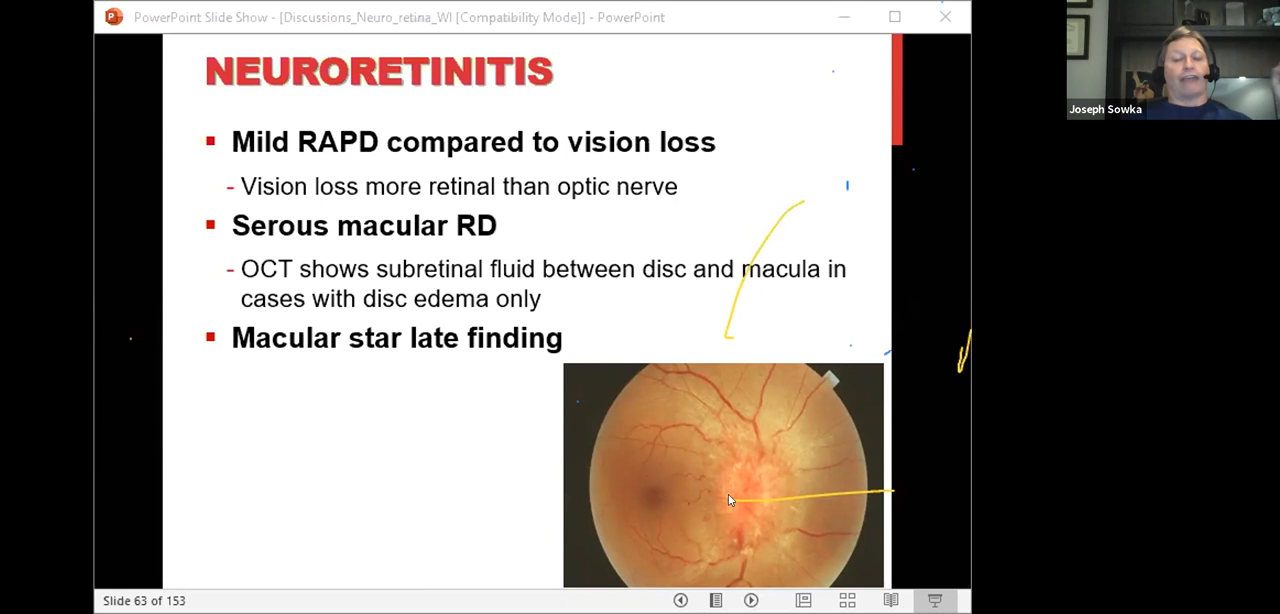 PowerPoint Slide Show - [Discussions_Neuro_retina_WI [Compatibility Mode]] - PowerPoint
NEURORETINITIS
▪ Mild RAPD compared to vision loss
- Vision loss more retinal than optic nerve
▪ Serous macular RD
- OCT shows subretinal fluid between disc and macula in
cases with disc edema only
▪ Macular star late finding
Slide 63 of 153
Joseph Sowka